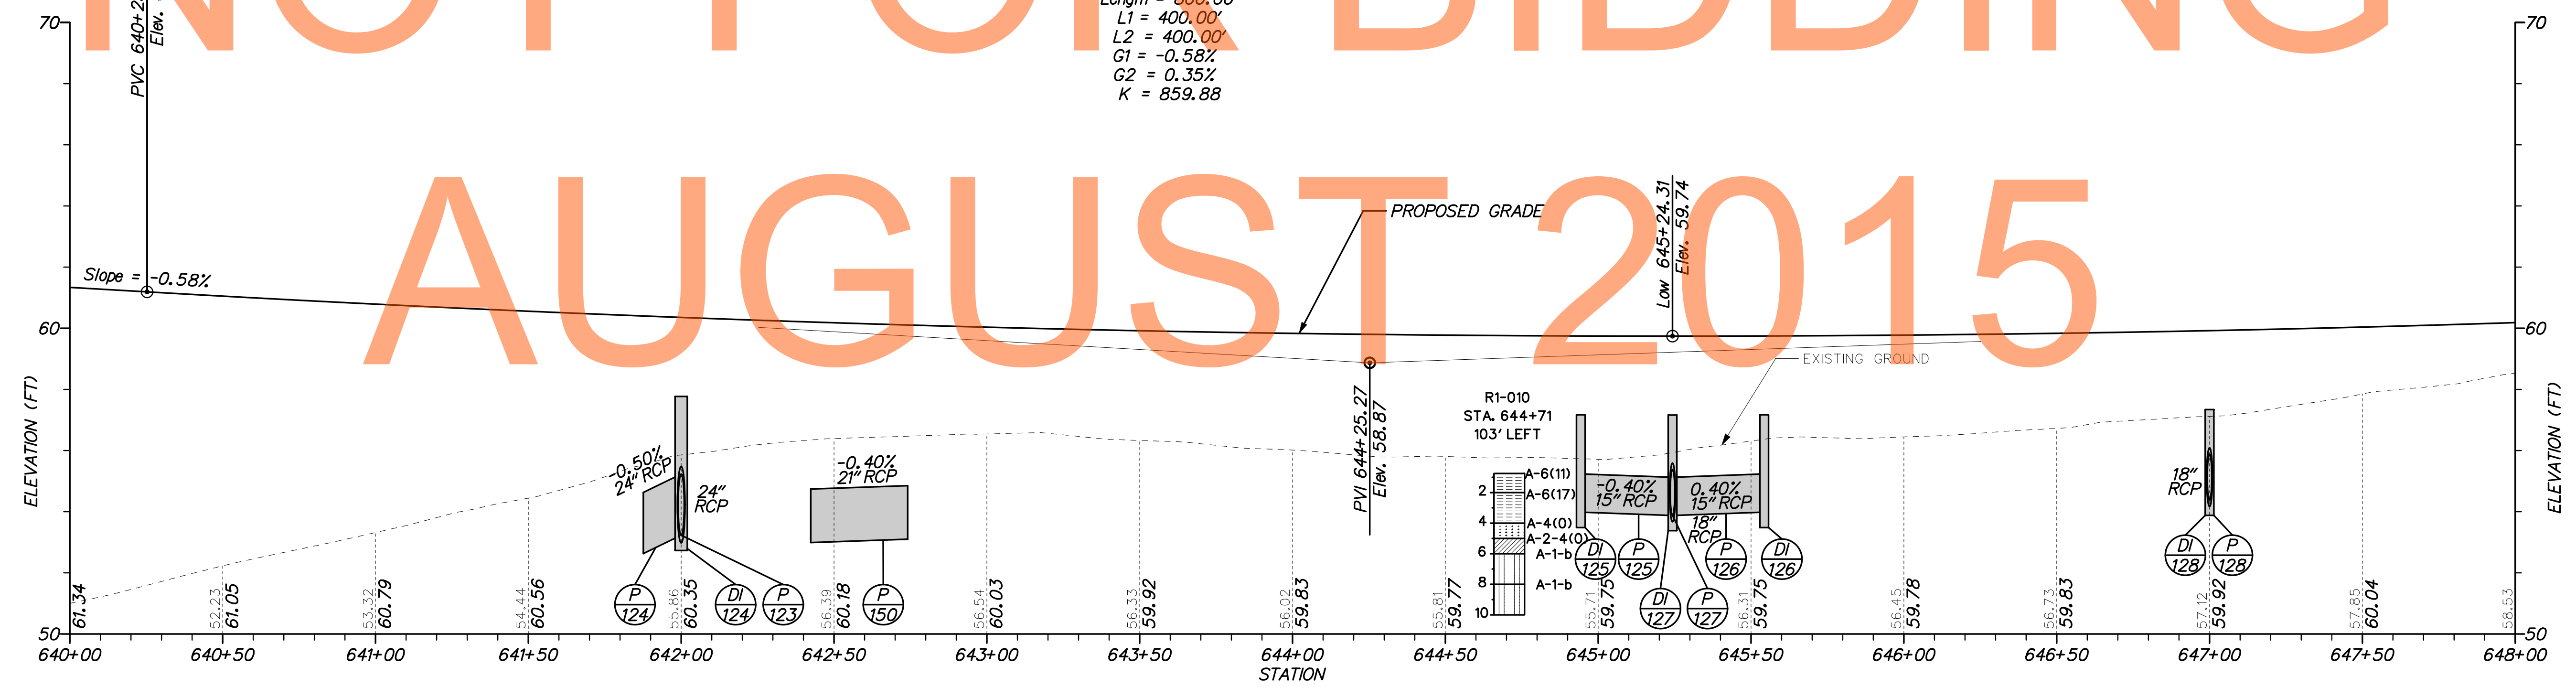 NOT FOR BIDDING
AUGUST 2015
L1 = 400.00'
L2 = 400.00'
G1 = -0.58%
G2 = 0.35%
K = 859.88
70
70
PVC 640+2
Elev.
PROPOSED GRADE
Low 645+24.31
Elev. 59.74
Slope = -0.58%
60
60
EXISTING GROUND
PVI 644+25.27
Elev. 58.87
R1-010
STA. 644+71
103' LEFT
ELEVATION (FT)
ELEVATION (FT)
-0.50%
24" RCP
24"
RCP
-0.40%
21" RCP
A-6(11)
2
A-6(17)
4
A-4(0)
A-2-4(0)
6
A-1-b
8
A-1-b
10
-0.40%
15" RCP
0.40%
15" RCP
18"
RCP
18"
RCP
P
124
DI
124
P
123
P
150
DI
125
P
125
P
126
DI
126
DI
127
P
127
DI
128
P
128
61.34
52.23
61.05
53.32
60.79
54.44
60.56
55.86
60.35
56.39
60.18
56.54
60.03
56.33
59.92
56.02
59.83
55.81
59.77
55.71
59.75
56.31
59.75
56.45
59.78
56.73
59.83
57.12
59.92
57.85
60.04
58.53
50
50
640+00
640+50
641+00
641+50
642+00
642+50
643+00
643+50
644+00
644+50
645+00
645+50
646+00
646+50
647+00
647+50
648+00
STATION